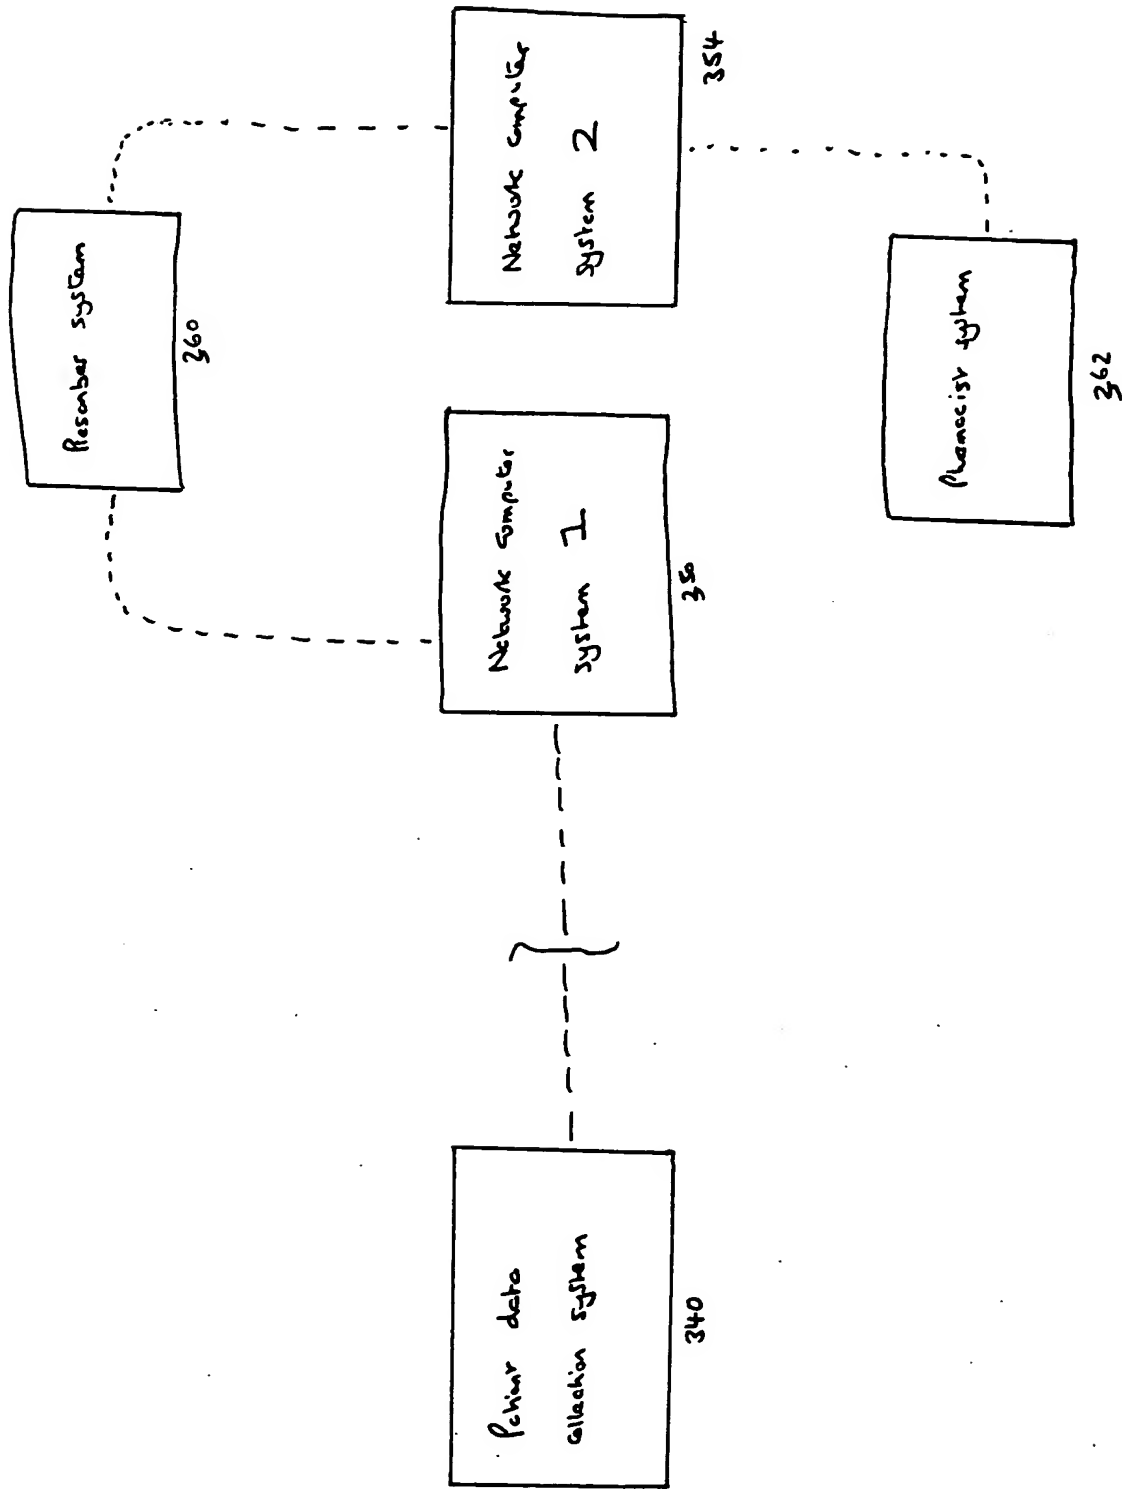 Prescriber system
360
Network computer
system 1
350
Network computer
system 2
354
Patient data
collection system
340
Pharmacist system
362